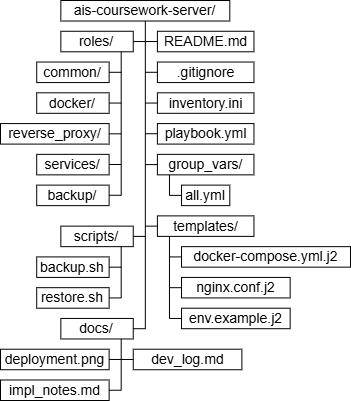 ais-coursework-server/
roles/
common/
docker/
reverse_proxy/
services/
backup/
scripts/
backup.sh
restore.sh
docs/
deployment.png
dev_log.md
impl_notes.md
README.md
.gitignore
inventory.ini
playbook.yml
group_vars/
all.yml
templates/
docker-compose.yml.j2
nginx.conf.j2
env.example.j2